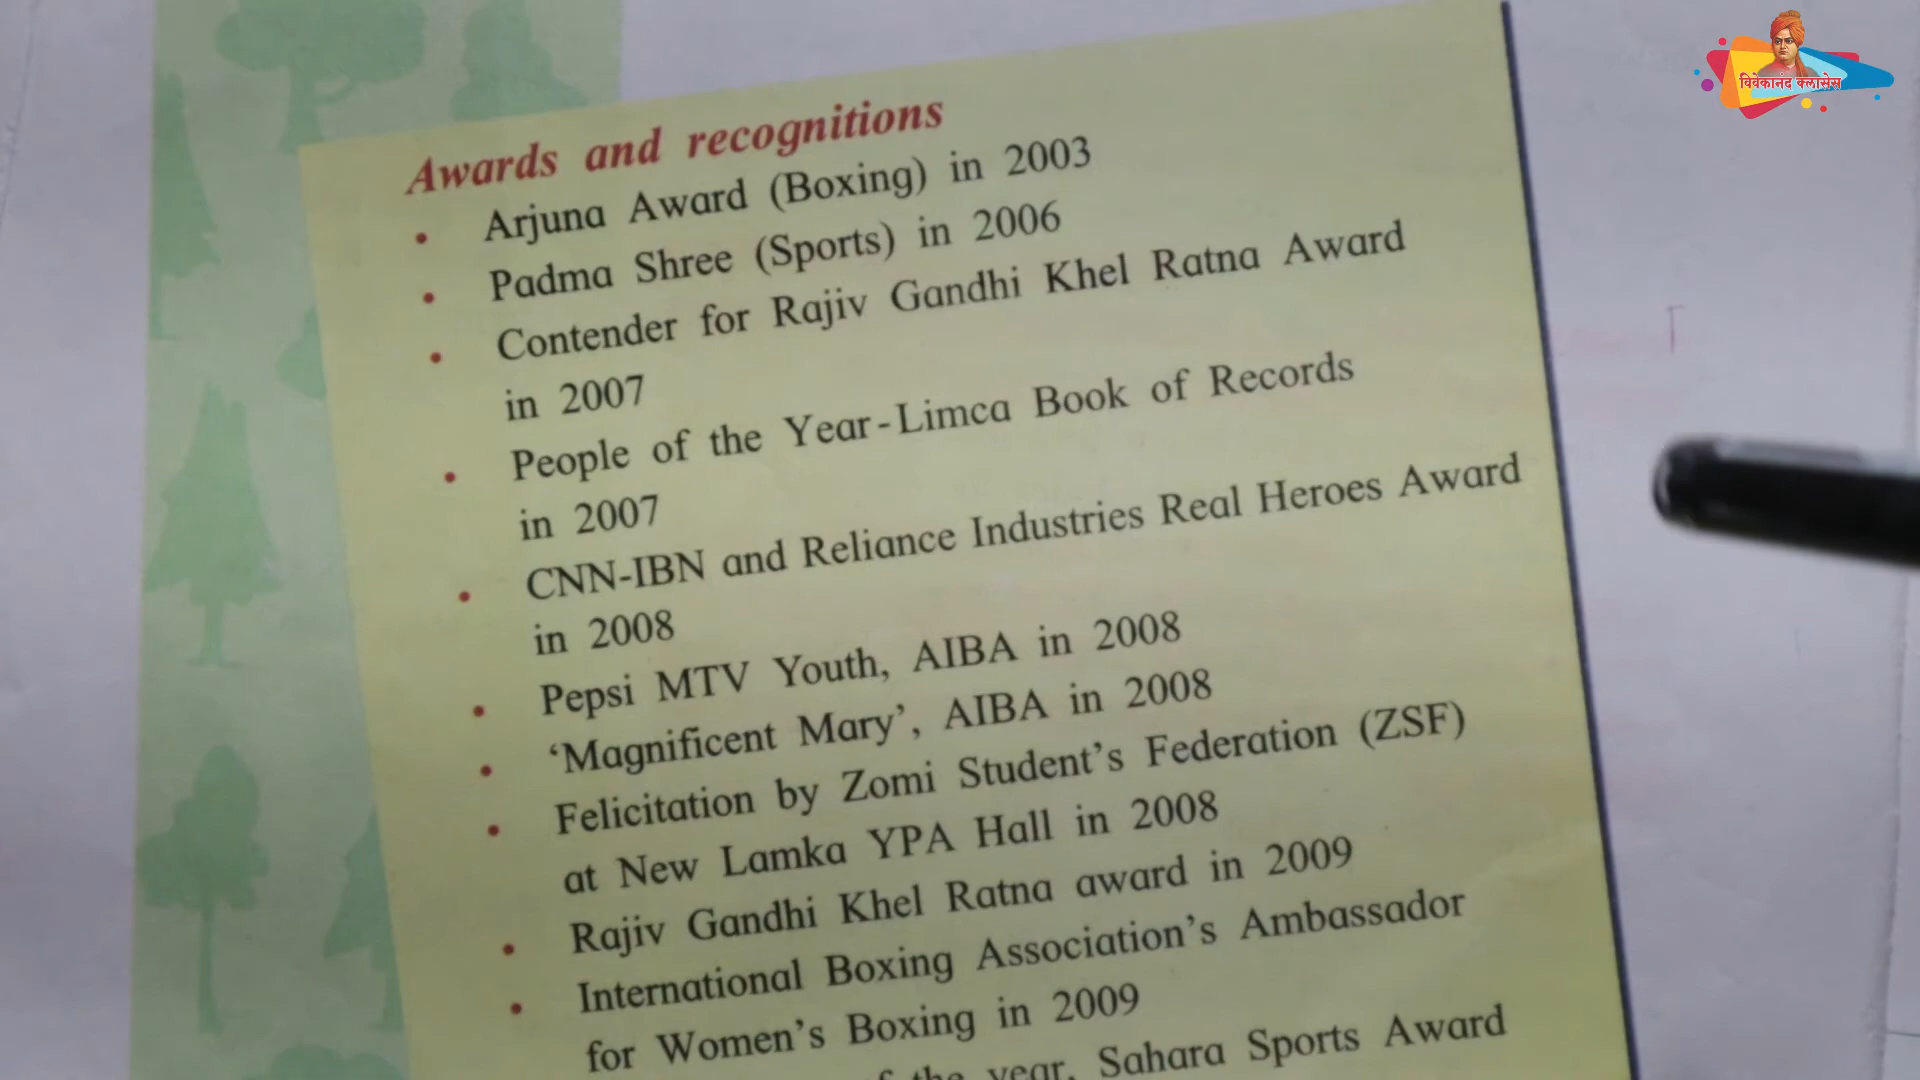 विवेकानंद क्लासेस
Awards and recognitions
• Arjuna Award (Boxing) in 2003
• Padma Shree (Sports) in 2006
• Contender for Rajiv Gandhi Khel Ratna Award
in 2007
• People of the Year-Limca Book of Records
in 2007
• CNN-IBN and Reliance Industries Real Heroes Award
in 2008
• Pepsi MTV Youth, AIBA in 2008
• ‘Magnificent Mary’, AIBA in 2008
• Felicitation by Zomi Student’s Federation (ZSF)
at New Lamka YPA Hall in 2008
• Rajiv Gandhi Khel Ratna award in 2009
• International Boxing Association’s Ambassador
for Women’s Boxing in 2009
the year, Sahara Sports Award